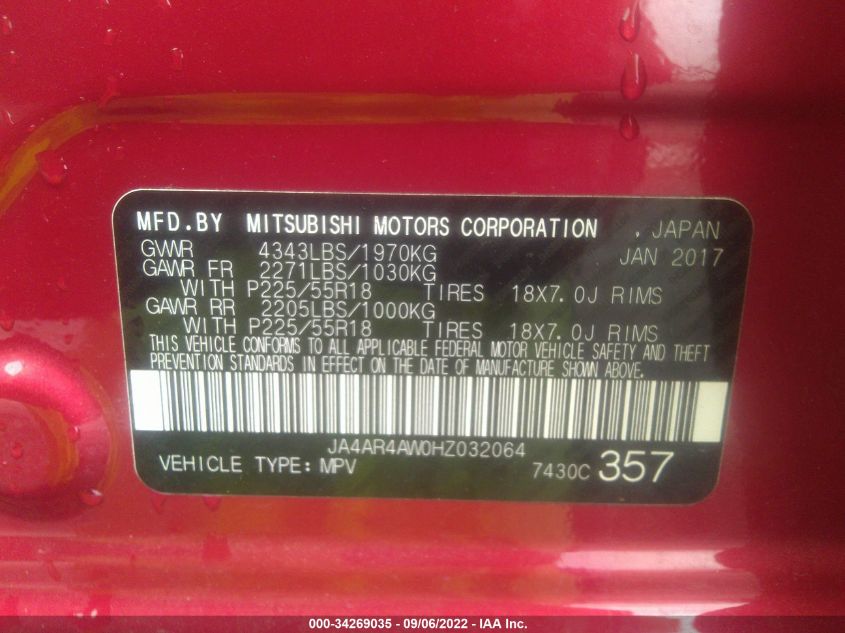 MFD.BY MITSUBISHI MOTORS CORPORATION , JAPAN
GVWR 4343LBS/1970KG JAN 2017
GAWR FR 2271LBS/1030KG
WITH P225/55R18 TIRES 18X7.0J RIMS
GAWR RR 2205LBS/1000KG
WITH P225/55R18 TIRES 18X7.0J RIMS
THIS VEHICLE CONFORMS TO ALL APPLICABLE FEDERAL MOTOR VEHICLE SAFETY AND THEFT
PREVENTION STANDARDS IN EFFECT ON THE DATE OF MANUFACTURE SHOWN ABOVE.
JA4AR4AW0HZ032064
VEHICLE TYPE: MPV 7430C 357
000-34269035 - 09/06/2022 - IAA Inc.